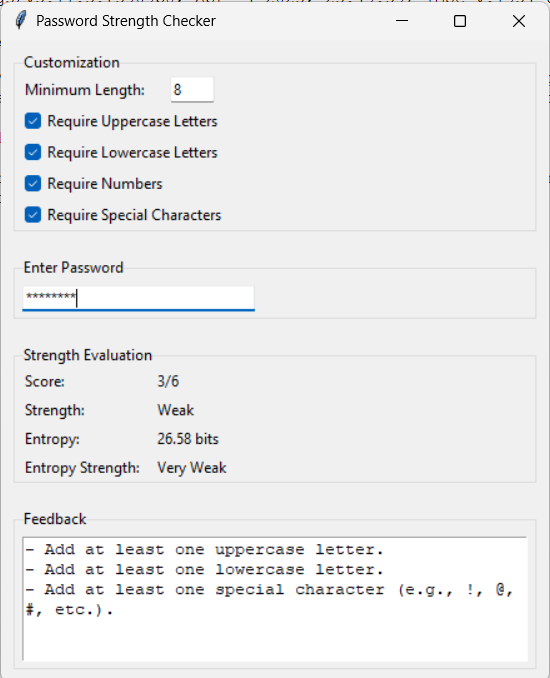 Password Strength Checker
Customization
Minimum Length: 8
Require Uppercase Letters
Require Lowercase Letters
Require Numbers
Require Special Characters
Enter Password
********
Strength Evaluation
Score: 3/6
Strength: Weak
Entropy: 26.58 bits
Entropy Strength: Very Weak
Feedback
- Add at least one uppercase letter.
- Add at least one lowercase letter.
- Add at least one special character (e.g., !, @,
#, etc.).